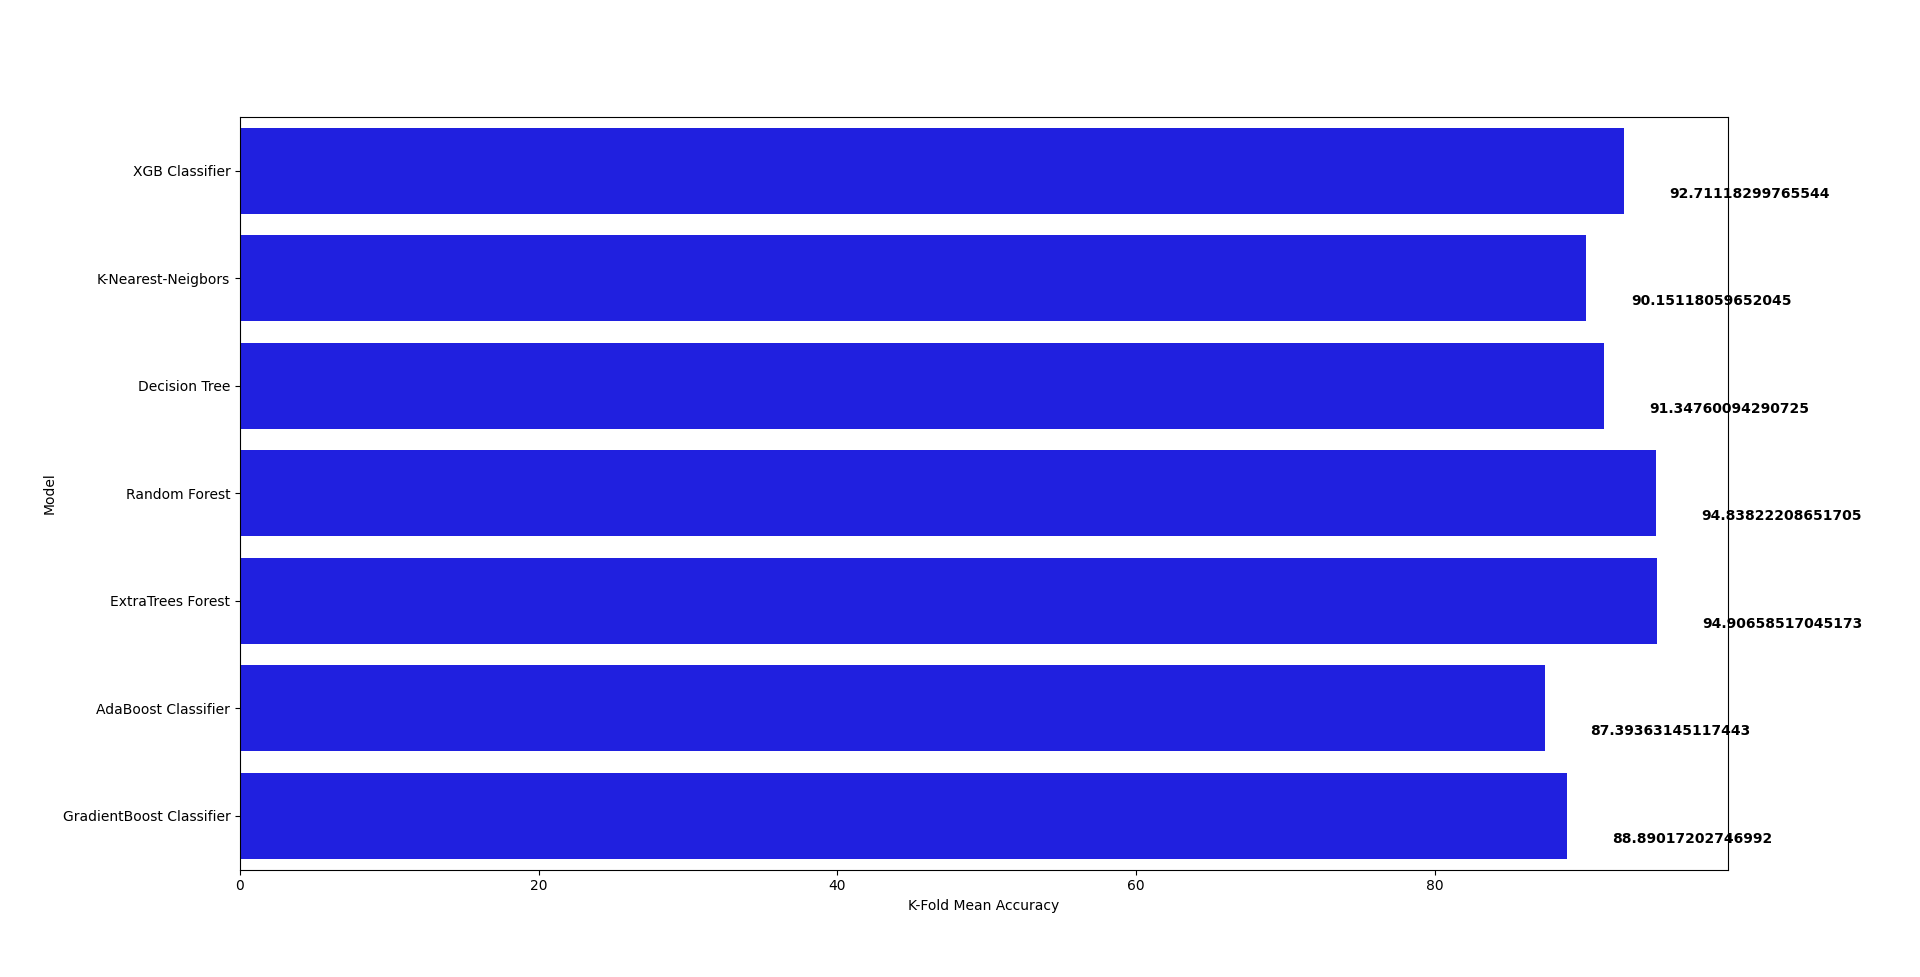 XGB Classifier
92.71118299765544
K-Nearest-Neigbors
90.15118059652045
Decision Tree
91.34760094290725
Model
Random Forest
94.83822208651705
ExtraTrees Forest
94.90658517045173
AdaBoost Classifier
87.39363145117443
GradientBoost Classifier
88.89017202746992
0 20 40 60 80
K-Fold Mean Accuracy